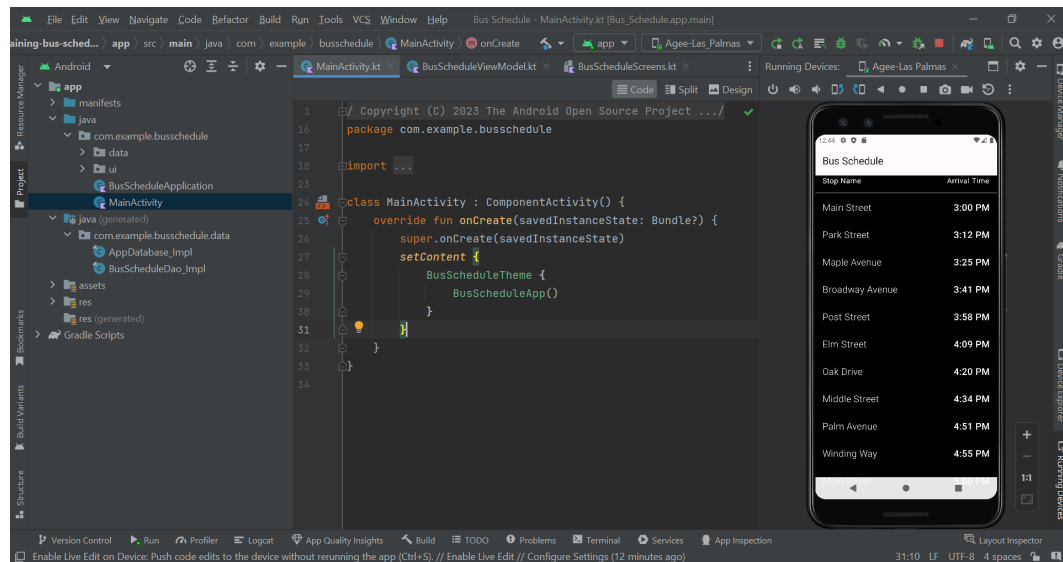 File Edit View Navigate Code Refactor Build Run Tools VCS Window Help Bus Schedule - MainActivity.kt [Bus_Schedule.app.main]
aining-bus-sched... app src main java com example busschedule MainActivity onCreate app Agee-Las_Palmas
Android
MainActivity.kt BusScheduleViewModel.kt BusScheduleScreens.kt
Running Devices: Agee-Las Palmas
Code Split Design
Resource Manager
Project
Bookmarks
Build Variants
Structure
app
manifests
java
com.example.busschedule
data
ui
BusScheduleApplication
MainActivity
java (generated)
com.example.busschedule.data
AppDatabase_Impl
BusScheduleDao_Impl
assets
res
res (generated)
Gradle Scripts
1 / Copyright (C) 2023 The Android Open Source Project .../
16 package com.example.busschedule
17
18 import ...
23
24 class MainActivity : ComponentActivity() {
25 override fun onCreate(savedInstanceState: Bundle?) {
26 super.onCreate(savedInstanceState)
27 setContent {
28 BusScheduleTheme {
29 BusScheduleApp()
30 }
31 }
32 }
33 }
34
12:44
Bus Schedule
Stop Name Arrival Time
Main Street 3:00 PM
Park Street 3:12 PM
Maple Avenue 3:25 PM
Broadway Avenue 3:41 PM
Post Street 3:58 PM
Elm Street 4:09 PM
Oak Drive 4:20 PM
Middle Street 4:34 PM
Palm Avenue 4:51 PM
Winding Way 4:55 PM
Main Street 5:00 PM
1:1
Device Manager
Notifications
Gradle
Device Explorer
Running Devices
Version Control Run Profiler Logcat App Quality Insights Build TODO Problems Terminal Services App Inspection Layout Inspector
Enable Live Edit on Device: Push code edits to the device without rerunning the app (Ctrl+S). // Enable Live Edit // Configure Settings (12 minutes ago) 31:10 LF UTF-8 4 spaces